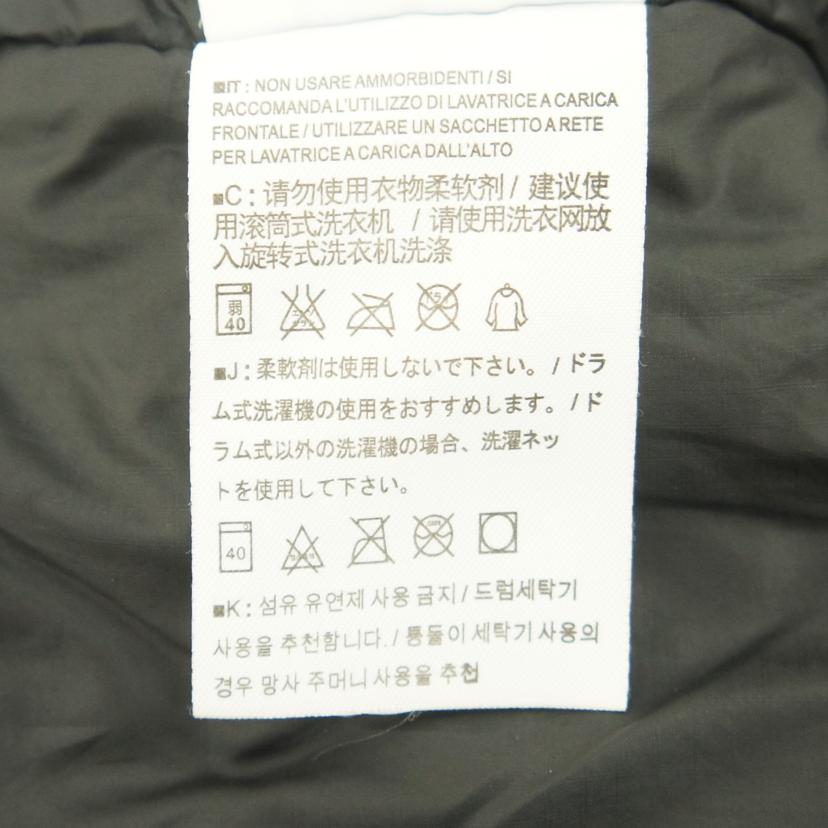 ■IT : NON USARE AMMORBIDENTI / SI
RACCOMANDA L'UTILIZZO DI LAVATRICE A CARICA
FRONTALE / UTILIZZARE UN SACCHETTO A RETE
PER LAVATRICE A CARICA DALL'ALTO
■C : 请勿使用衣物柔软剂 / 建议使
用滚筒式洗衣机 / 请使用洗衣网放
入旋转式洗衣机洗涤
弱
40
■J : 柔軟剤は使用しないで下さい。 / ドラ
ム式洗濯機の使用をおすすめします。 / ド
ラム式以外の洗濯機の場合、洗濯ネッ
トを使用して下さい。
40
■K : 섬유 유연제 사용 금지 / 드럼세탁기
사용을 추천합니다. / 통돌이 세탁기 사용의
경우 망사 주머니 사용을 추천